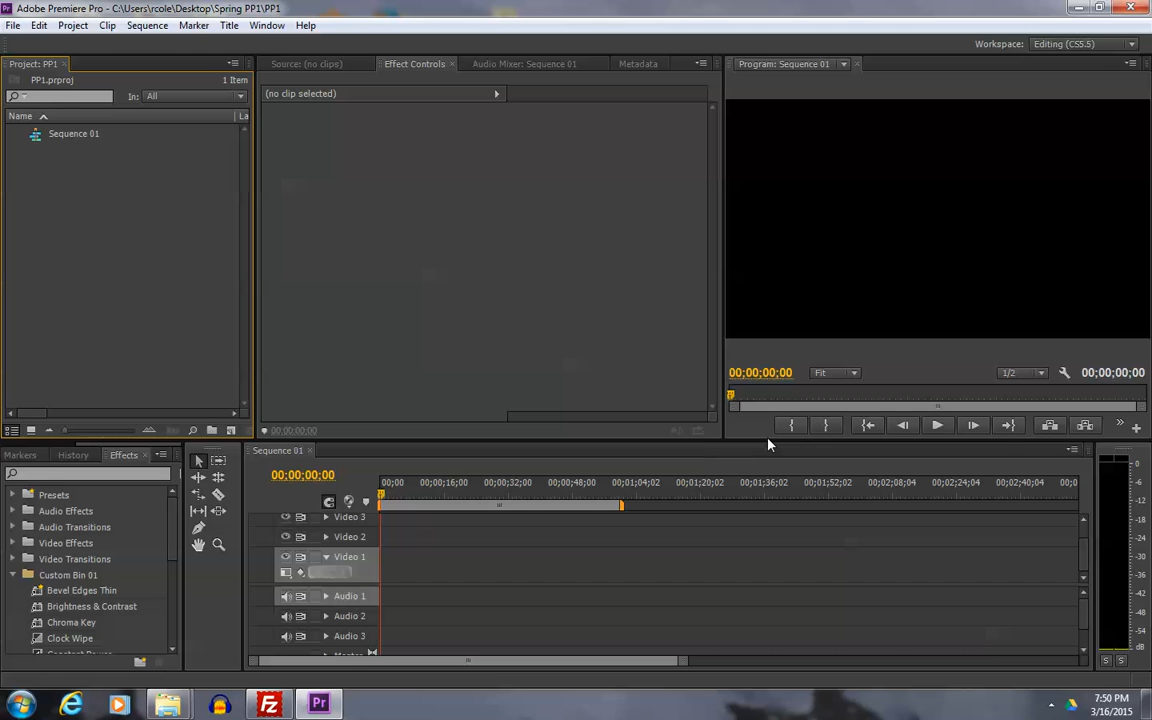 Adobe Premiere Pro - C:\Users\rcole\Desktop\Spring PP1\PP1
File Edit Project Clip Sequence Marker Title Window Help
Workspace: Editing (CS5.5)
Project: PP1
PP1.prproj 1 Item
In: All
Name La
Sequence 01
Source: (no clips) Effect Controls Audio Mixer: Sequence 01 Metadata
(no clip selected)
00;00;00;00
Program: Sequence 01
00;00;00;00 Fit 1/2 00;00;00;00
Markers History Effects
Presets
Audio Effects
Audio Transitions
Video Effects
Video Transitions
Custom Bin 01
Bevel Edges Thin
Brightness & Contrast
Chroma Key
Clock Wipe
Sequence 01
00;00;00;00
00;00 00;00;16;00 00;00;32;00 00;00;48;00 00;01;04;02 00;01;20;02 00;01;36;02 00;01;52;02 00;02;08;04 00;02;24;04 00;02;40;04 00;0
Video 3
Video 2
Video 1
Audio 1
Audio 2
Audio 3
0
-6
-12
-18
-24
-30
-36
-42
-48
-54
dB
S S
7:50 PM
3/16/2015